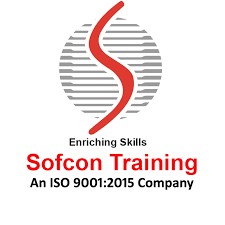 Enriching Skills
Sofcon Training
An ISO 9001:2015 Company